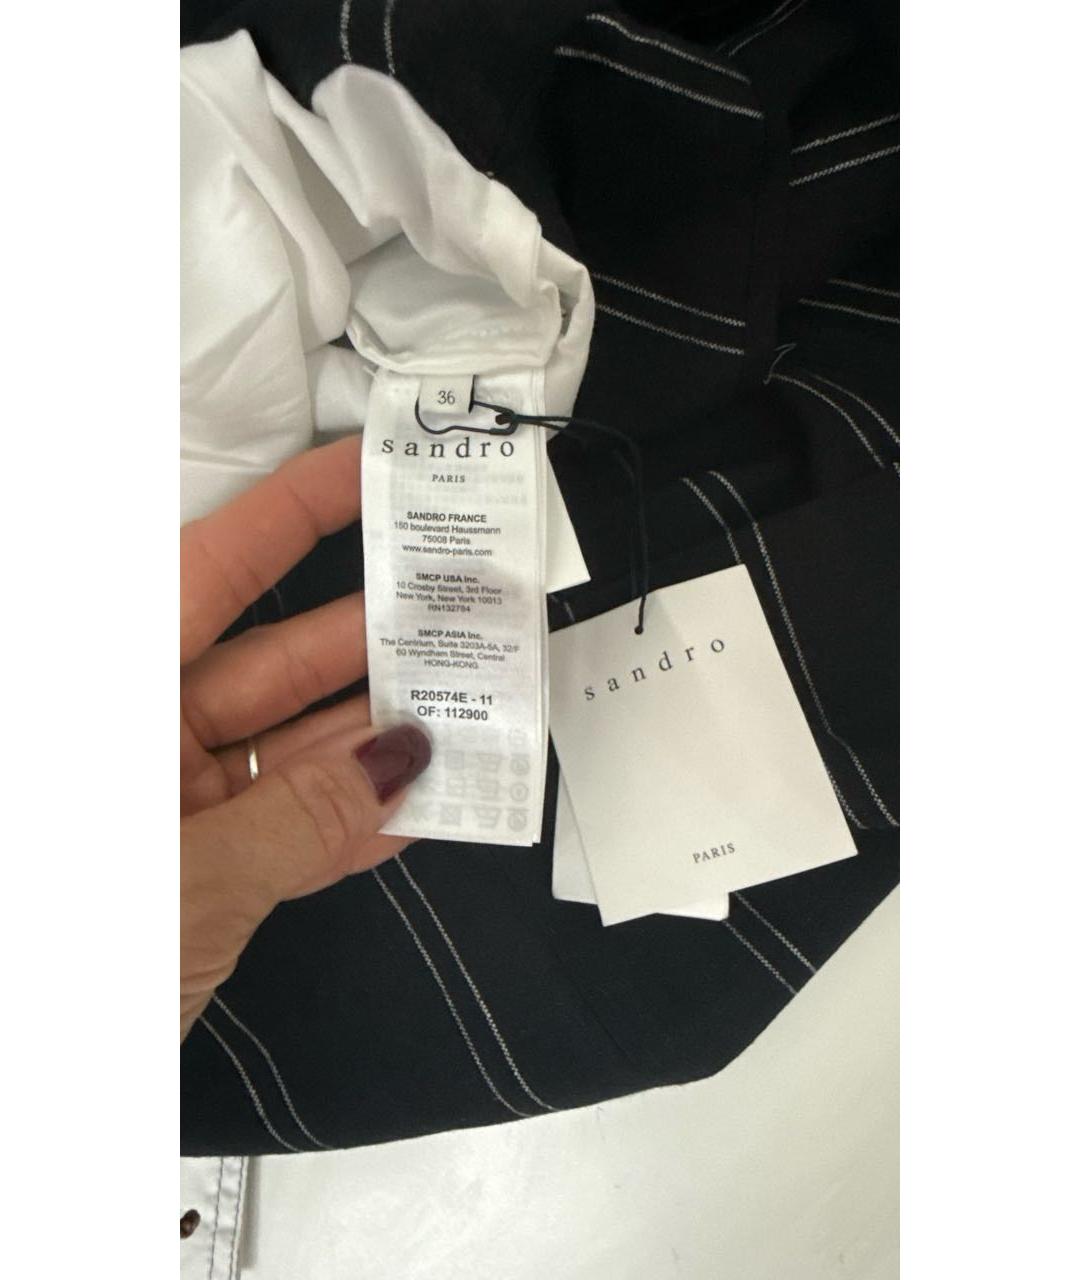 36
sandro
PARIS
SANDRO FRANCE
150 boulevard Haussmann
75008 Paris
www.sandro-paris.com
SMCP USA Inc.
10 Crosby Street, 3rd Floor
New York, New York 10013
RN132784
SMCP ASIA Inc.
The Centrium, Suite 3203A-5A, 32/F
60 Wyndham Street, Central
HONG-KONG
R20574E - 11
OF: 112900
sandro
PARIS